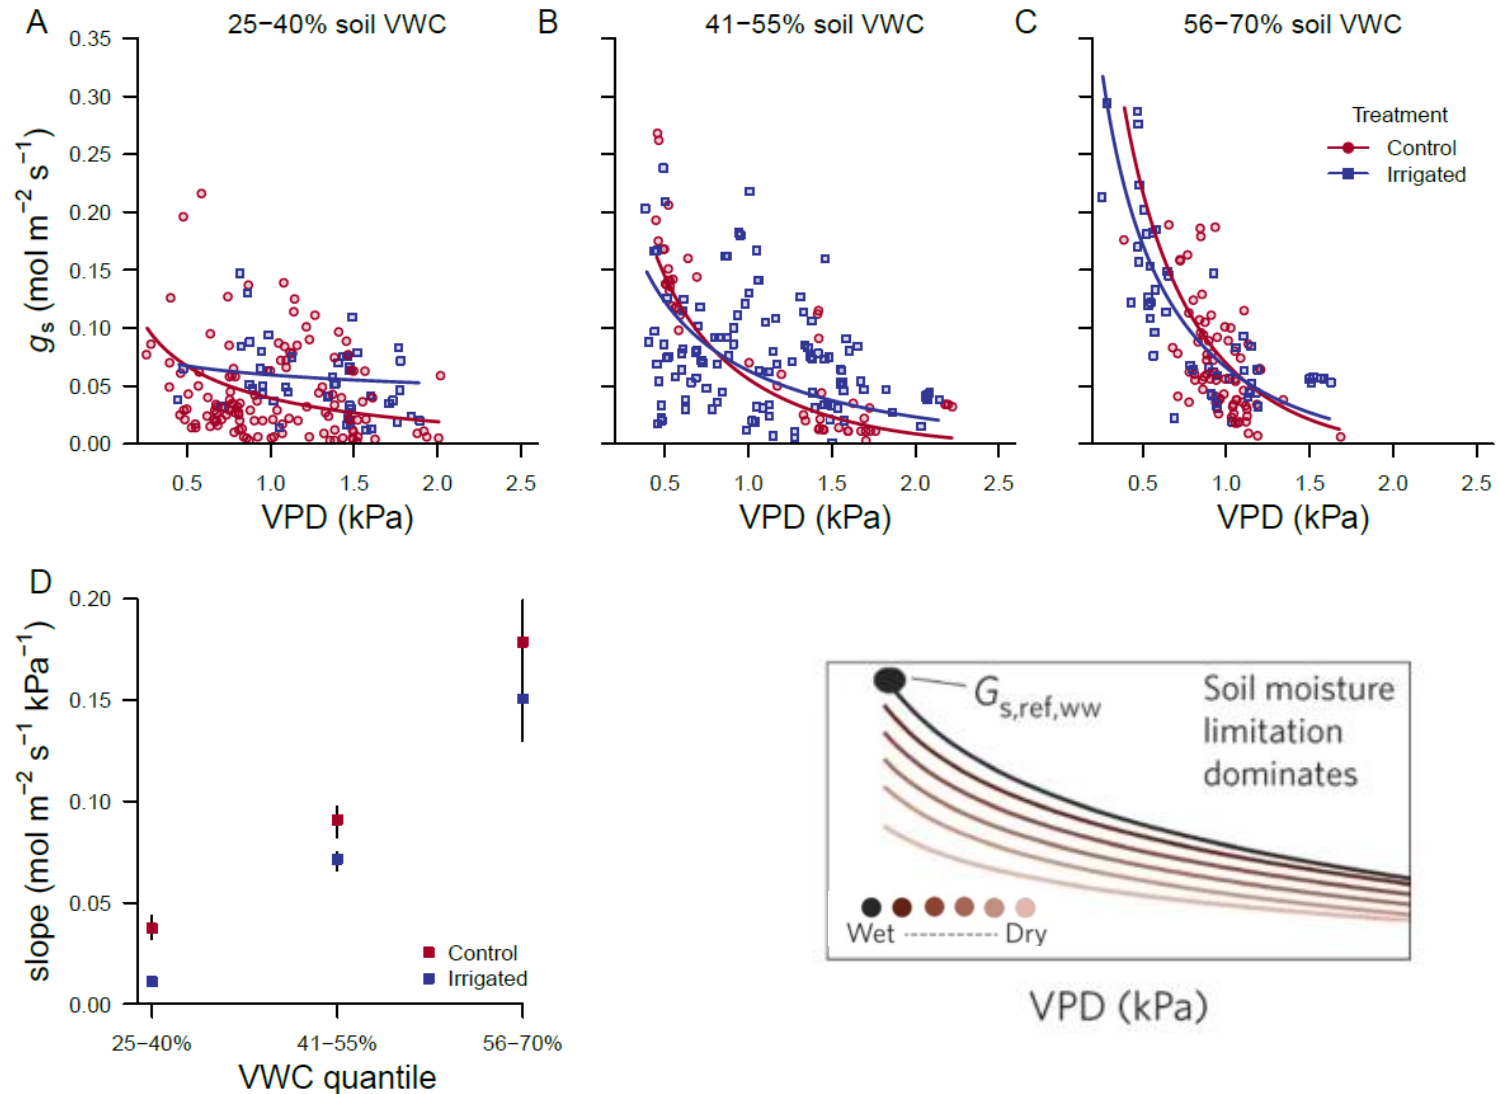 A
25−40% soil VWC
B
41−55% soil VWC
C
56−70% soil VWC
0.35
0.30
0.25
0.20
0.15
0.10
0.05
0.00
gs (mol m−2 s−1)
Treatment
Control
Irrigated
0.5 1.0 1.5 2.0 2.5
0.5 1.0 1.5 2.0 2.5
0.5 1.0 1.5 2.0 2.5
VPD (kPa)
VPD (kPa)
VPD (kPa)
D
0.20
0.15
0.10
0.05
0.00
slope (mol m−2 s−1 kPa−1)
Control
Irrigated
25−40% 41−55% 56−70%
VWC quantile
Gs,ref,ww
Soil moisture
limitation
dominates
Wet Dry
VPD (kPa)